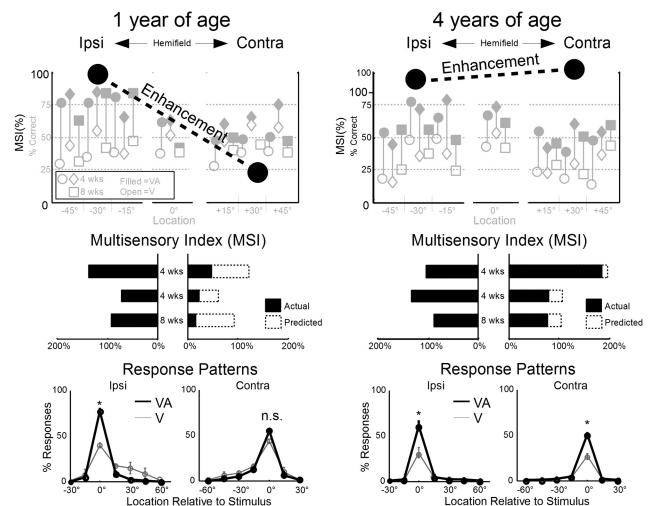 1 year of age
Ipsi Hemifield Contra
100
75
50
25
0
MSI(%)
% Correct
Enhancement
4 wks Filled =VA
8 wks Open =V
-45° -30° -15° 0° +15° +30° +45°
Location
Multisensory Index (MSI)
4 wks
4 wks
8 wks
Actual
Predicted
200% 0% 0% 200%
Response Patterns
Ipsi Contra
100
50
0
% Responses
* VA
V
n.s.
-30° 0° 30° 60° -60° -30° 0° 30°
Location Relative to Stimulus
4 years of age
Ipsi Hemifield Contra
100
100
75
50
25
0
MSI(%)
% Correct
Enhancement
-45° -30° -15° 0° +15° +30° +45°
Location
Multisensory Index (MSI)
4 wks
4 wks
8 wks
Actual
Predicted
200% 0% 0% 200%
Response Patterns
Ipsi Contra
100
50
0
% Responses
* VA
V
*
-30° 0° 30° 60° -60° -30° 0° 30°
Location Relative to Stimulus